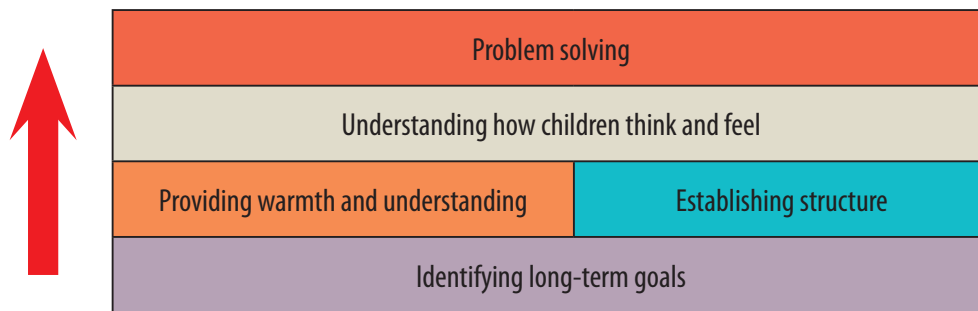 Problem solving
Understanding how children think and feel
Providing warmth and understanding
Establishing structure
Identifying long-term goals